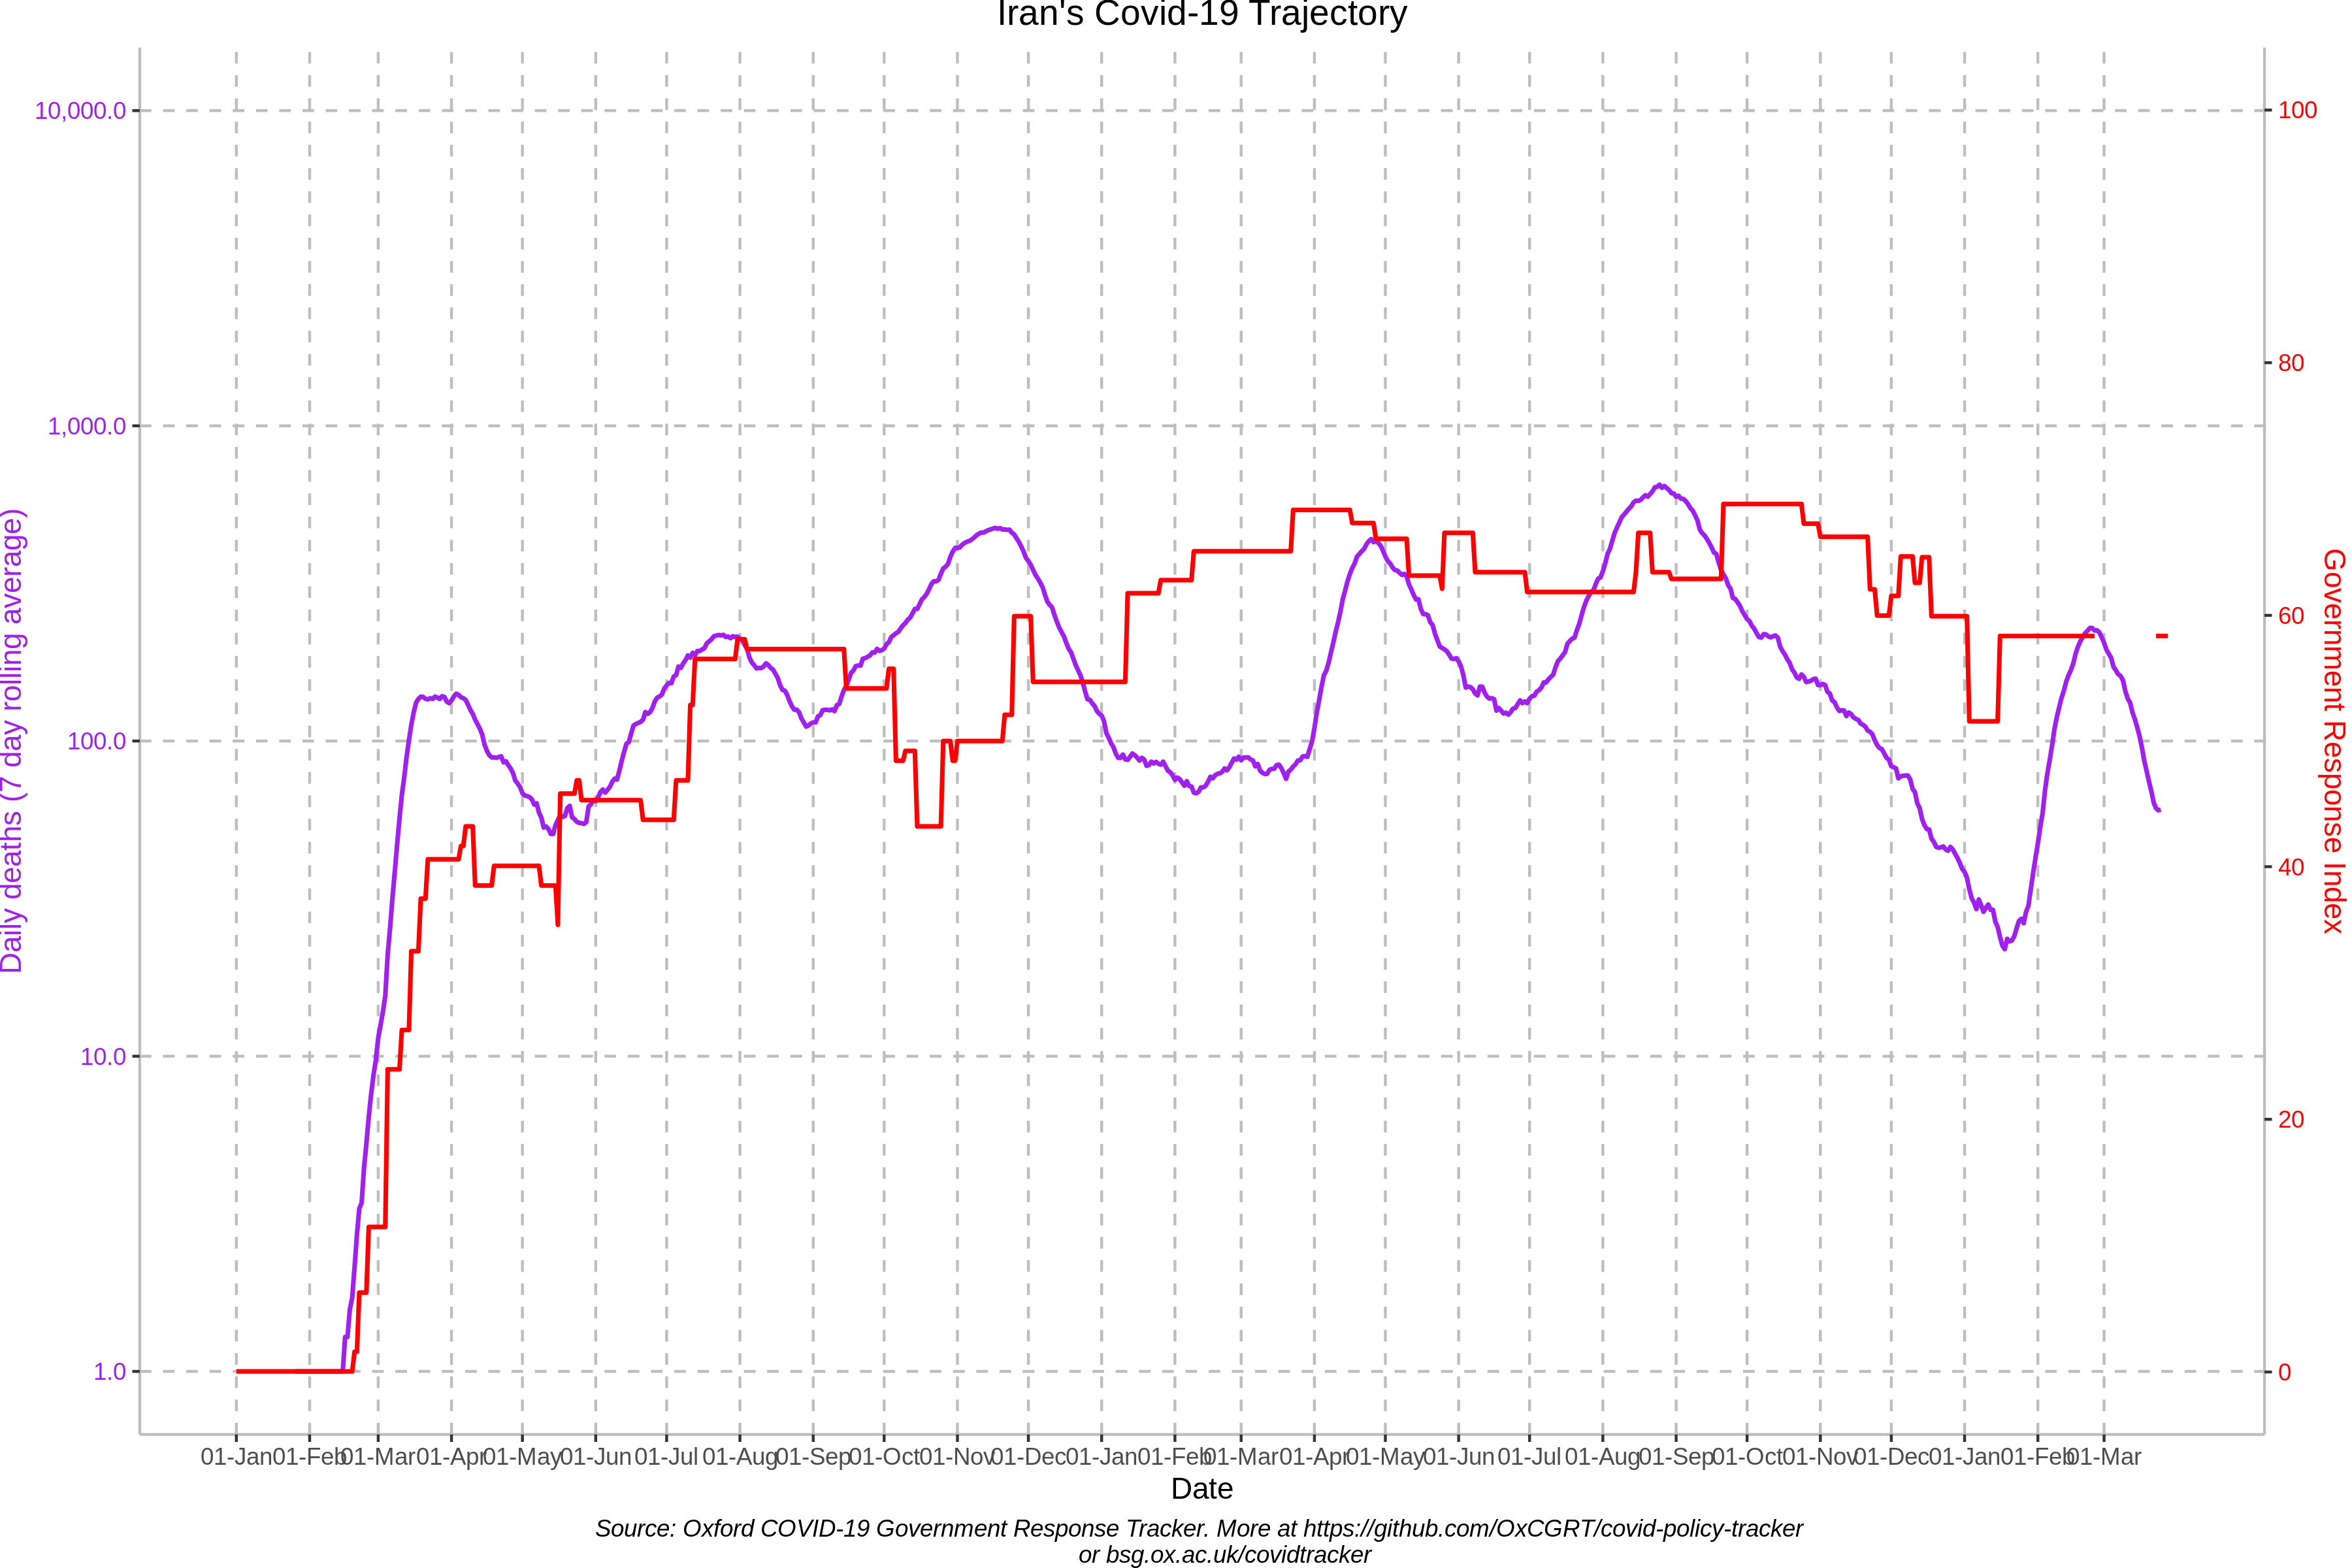 Iran's Covid-19 Trajectory
10,000.0
1,000.0
100.0
10.0
1.0
Daily deaths (7 day rolling average)
100
80
60
40
20
0
Government Response Index
01-Jan 01-Feb 01-Mar 01-Apr 01-May 01-Jun 01-Jul 01-Aug 01-Sep 01-Oct 01-Nov 01-Dec 01-Jan 01-Feb 01-Mar 01-Apr 01-May 01-Jun 01-Jul 01-Aug 01-Sep 01-Oct 01-Nov 01-Dec 01-Jan 01-Feb 01-Mar
Date
Source: Oxford COVID-19 Government Response Tracker. More at https://github.com/OxCGRT/covid-policy-tracker
or bsg.ox.ac.uk/covidtracker